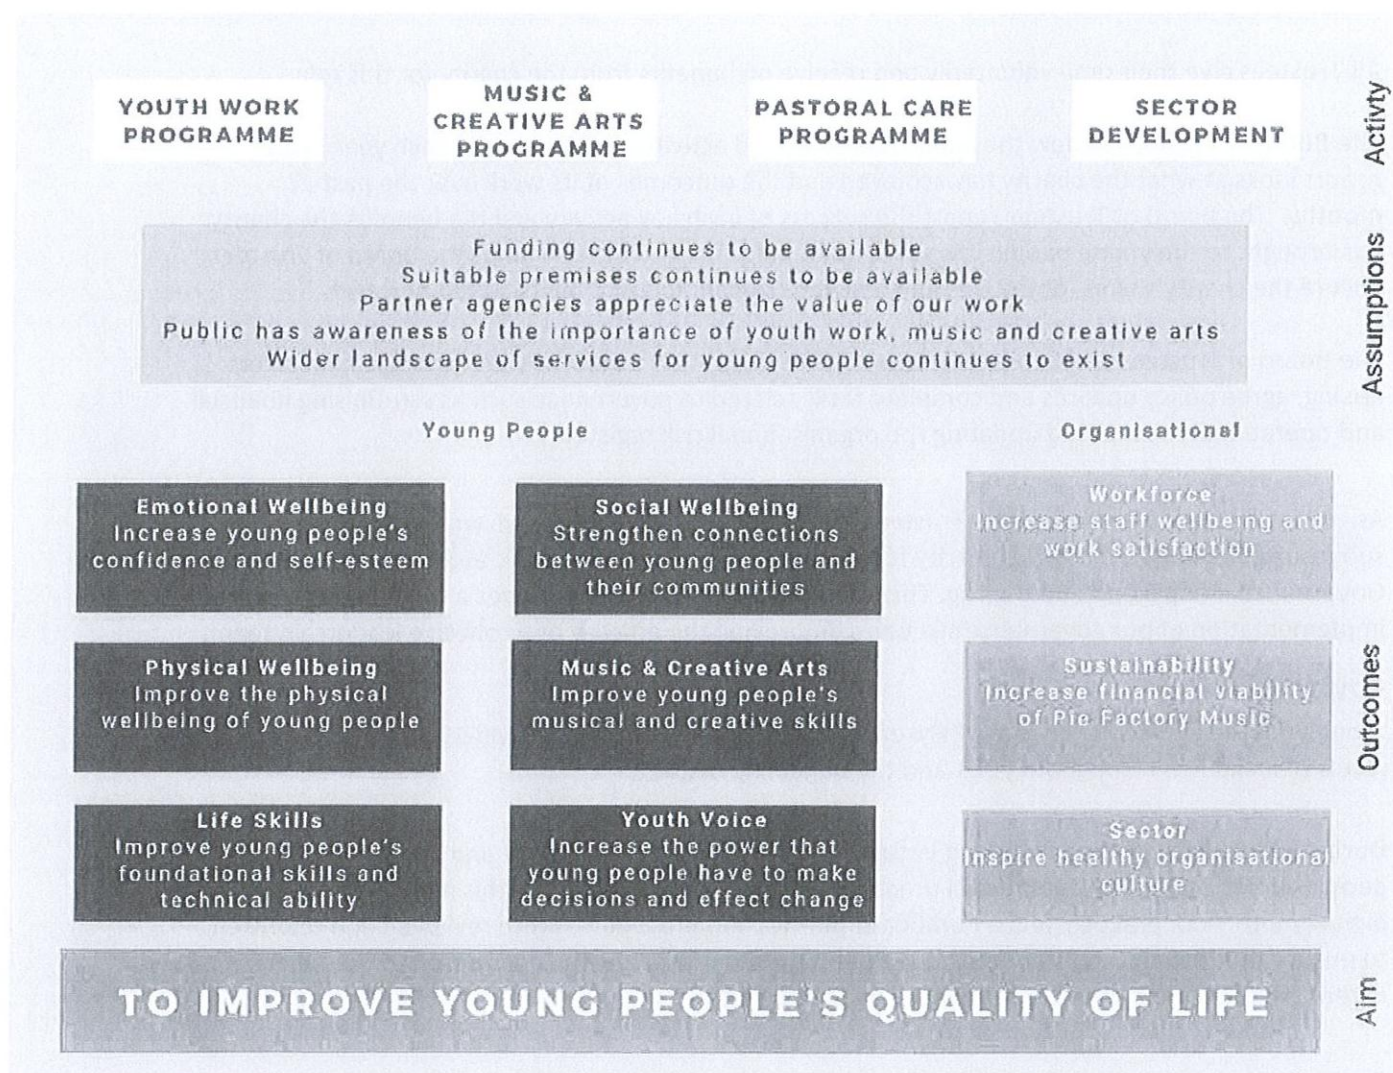 YOUTH WORK
PROGRAMME
MUSIC &
CREATIVE ARTS
PROGRAMME
PASTORAL CARE
PROGRAMME
SECTOR
DEVELOPMENT
Activty
Funding continues to be available
Suitable premises continues to be available
Partner agencies appreciate the value of our work
Public has awareness of the importance of youth work, music and creative arts
Wider landscape of services for young people continues to exist
Assumptions
Young People
Organisational
Emotional Wellbeing
Increase young people's
confidence and self-esteem
Social Wellbeing
Strengthen connections
between young people and
their communities
Workforce
Increase staff wellbeing and
work satisfaction
Physical Wellbeing
Improve the physical
wellbeing of young people
Music & Creative Arts
Improve young people's
musical and creative skills
Sustainability
Increase financial viability
of Pie Factory Music
Outcomes
Life Skills
Improve young people's
foundational skills and
technical ability
Youth Voice
Increase the power that
young people have to make
decisions and effect change
Sector
Inspire healthy organisational
culture
TO IMPROVE YOUNG PEOPLE'S QUALITY OF LIFE
Aim